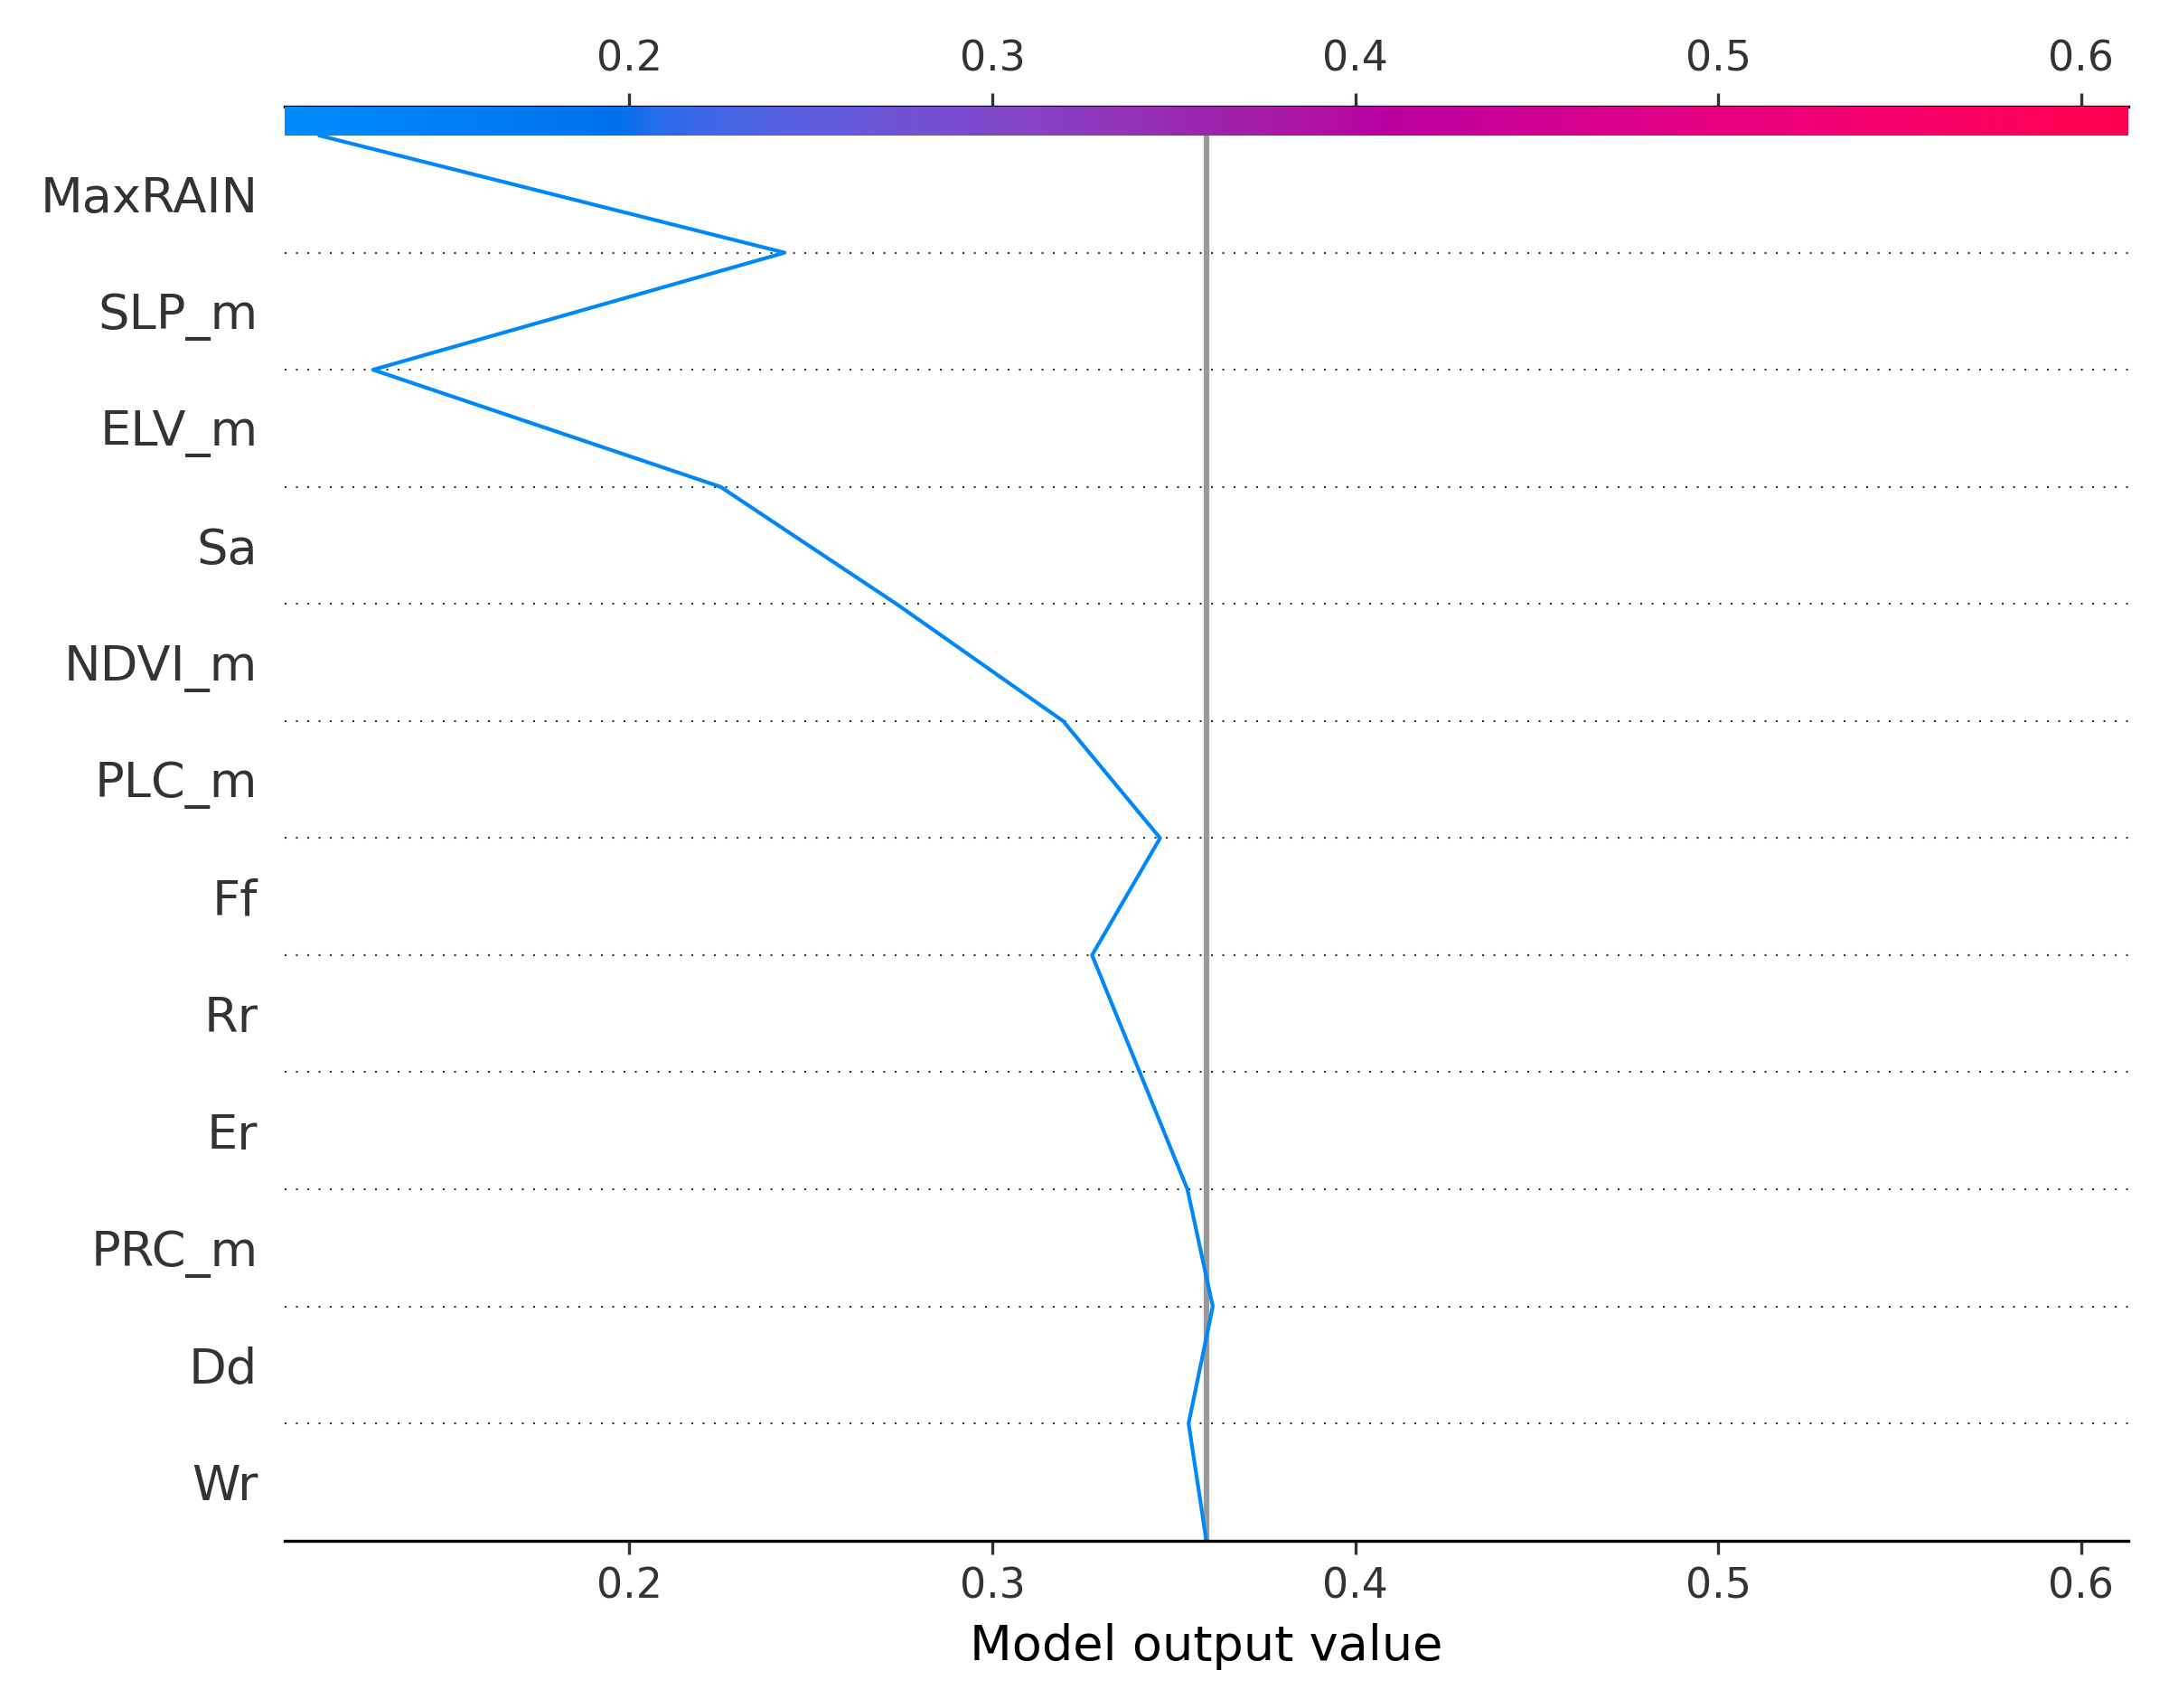 0.2 0.3 0.4 0.5 0.6
MaxRAIN
SLP_m
ELV_m
Sa
NDVI_m
PLC_m
Ff
Rr
Er
PRC_m
Dd
Wr
0.2 0.3 0.4 0.5 0.6
Model output value